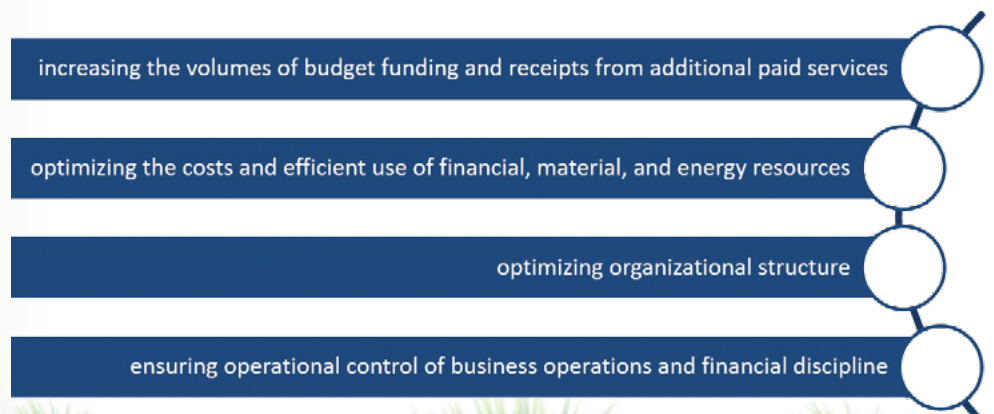 increasing the volumes of budget funding and receipts from additional paid services
optimizing the costs and efficient use of financial, material, and energy resources
optimizing organizational structure
ensuring operational control of business operations and financial discipline